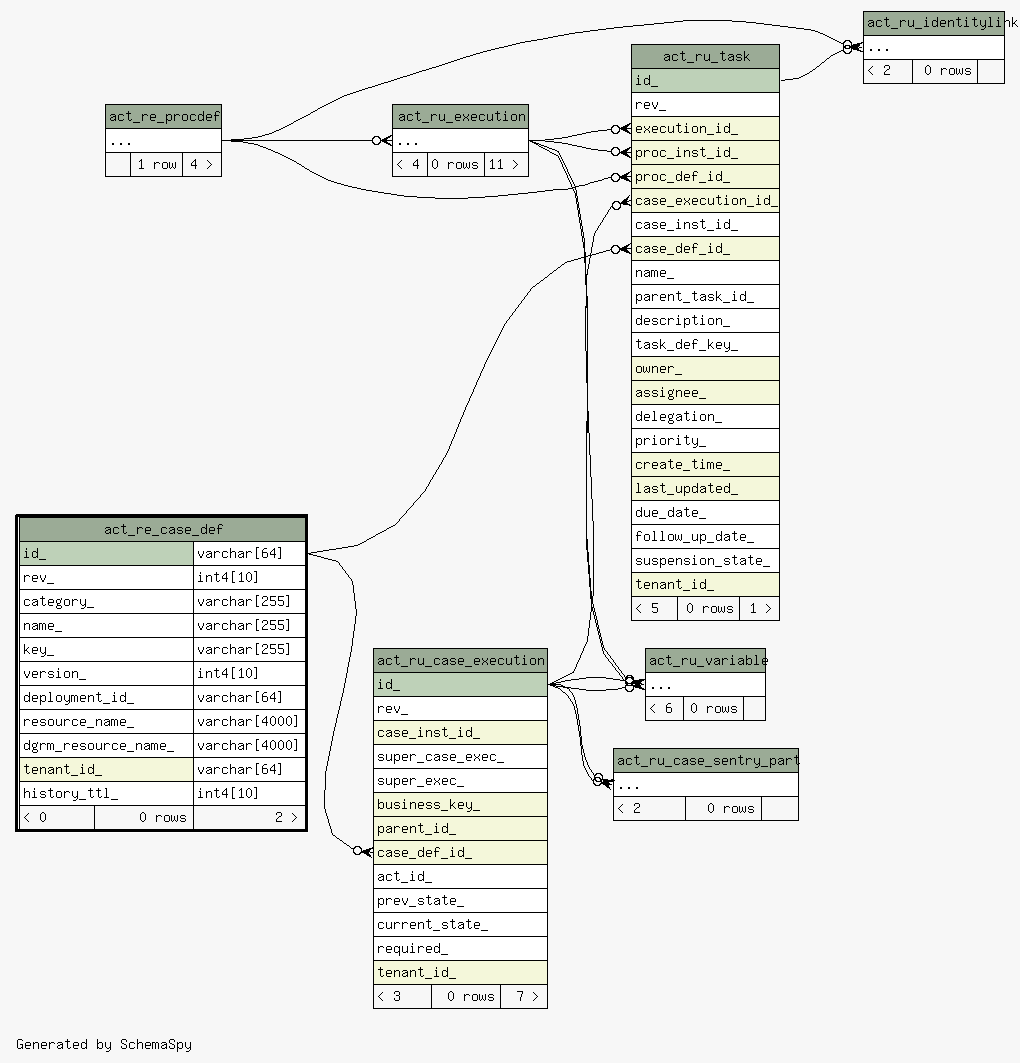 act_ru_identitylink
...
< 2 0 rows
act_ru_task
id_
rev_
execution_id_
proc_inst_id_
proc_def_id_
case_execution_id_
case_inst_id_
case_def_id_
name_
parent_task_id_
description_
task_def_key_
owner_
assignee_
delegation_
priority_
create_time_
last_updated_
due_date_
follow_up_date_
suspension_state_
tenant_id_
< 5 0 rows 1 >
act_re_procdef
...
1 row 4 >
act_ru_execution
...
< 4 0 rows 11 >
act_re_case_def
id_ varchar[64]
rev_ int4[10]
category_ varchar[255]
name_ varchar[255]
key_ varchar[255]
version_ int4[10]
deployment_id_ varchar[64]
resource_name_ varchar[4000]
dgrm_resource_name_ varchar[4000]
tenant_id_ varchar[64]
history_ttl_ int4[10]
< 0 0 rows 2 >
act_ru_case_execution
id_
rev_
case_inst_id_
super_case_exec_
super_exec_
business_key_
parent_id_
case_def_id_
act_id_
prev_state_
current_state_
required_
tenant_id_
< 3 0 rows 7 >
act_ru_variable
...
< 6 0 rows
act_ru_case_sentry_part
...
< 2 0 rows
Generated by SchemaSpy